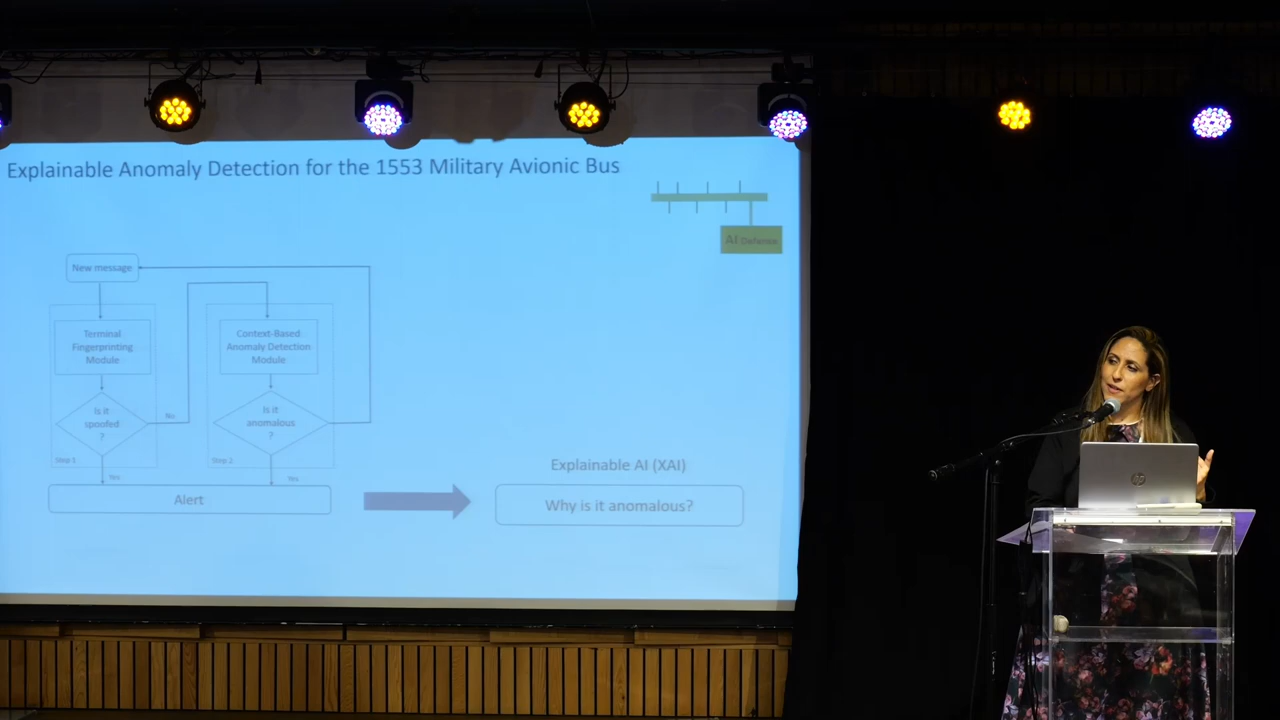 Explainable Anomaly Detection for the 1553 Military Avionic Bus
AI Defense
New message
Terminal
Fingerprinting
Module
Context-Based
Anomaly Detection
Module
Is it
spoofed
?
No
Is it
anomalous
?
Step 1
Step 2
Yes
Yes
Alert
Explainable AI (XAI)
Why is it anomalous?
hp